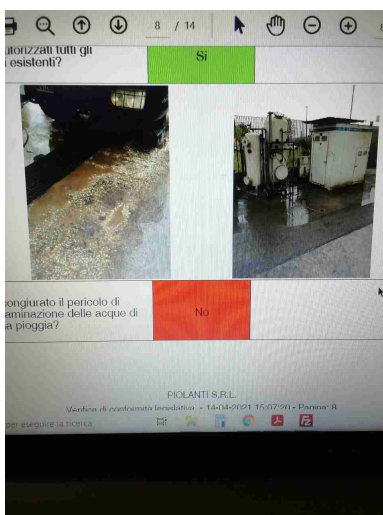 8 / 14
autorizzati tutti gli
i esistenti?
Si
congiurato il pericolo di
aminazione delle acque di
a pioggia?
No
PIOLANTI S.R.L.
Verifica di conformità legislativa - 14-04-2021 15:07:20 - Pagina: 8
per eseguire la ricerca